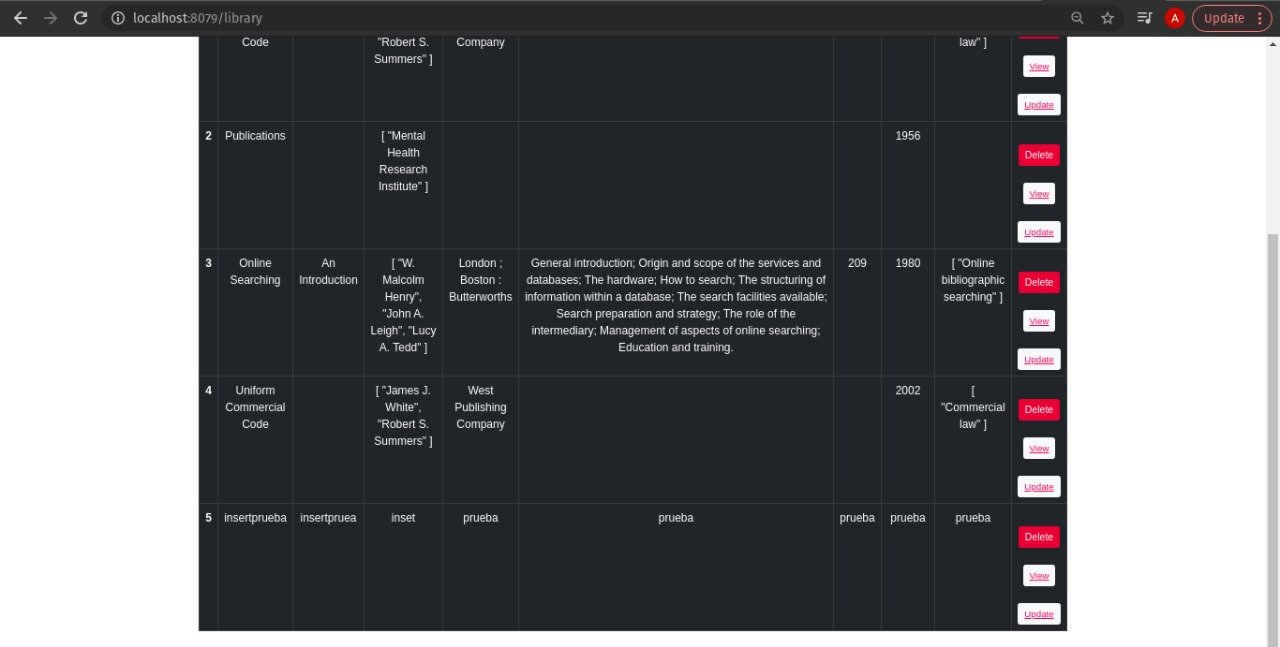 localhost:8079/library
A
Update
Code
"Robert S.
Summers" ]
Company
law" ]
View
Update
2
Publications
[ "Mental
Health
Research
Institute" ]
1956
Delete
View
Update
3
Online
Searching
An
Introduction
[ "W.
Malcolm
Henry",
"John A.
Leigh", "Lucy
A. Tedd" ]
London ;
Boston :
Butterworths
General introduction; Origin and scope of the services and
databases; The hardware; How to search; The structuring of
information within a database; The search facilities available;
Search preparation and strategy; The role of the
intermediary; Management of aspects of online searching;
Education and training.
209
1980
[ "Online
bibliographic
searching" ]
Delete
View
Update
4
Uniform
Commercial
Code
[ "James J.
White",
"Robert S.
Summers" ]
West
Publishing
Company
2002
[
"Commercial
law" ]
Delete
View
Update
5
insertprueba
insertpruea
inset
prueba
prueba
prueba
prueba
prueba
Delete
View
Update